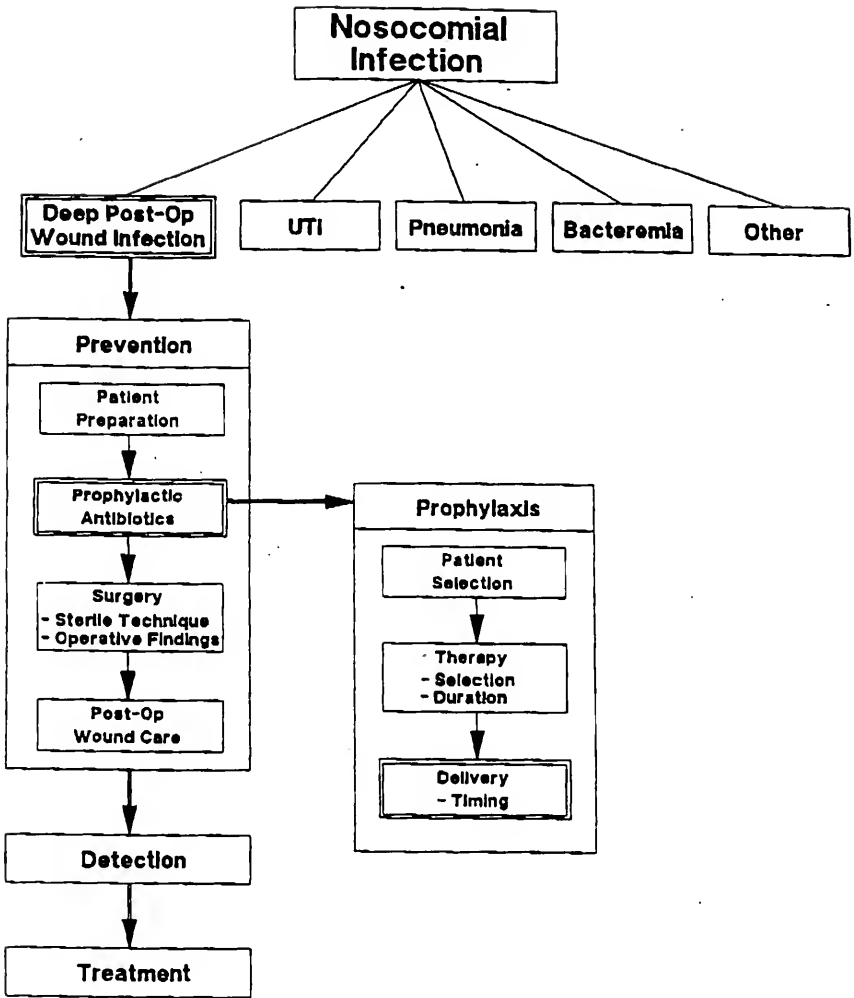 Nosocomial
Infection
Deep Post-Op
Wound Infection
UTI
Pneumonia
Bacteremia
Other
Prevention
Patient
Preparation
Prophylactic
Antibiotics
Surgery
- Sterile Technique
- Operative Findings
Post-Op
Wound Care
Detection
Treatment
Prophylaxis
Patient
Selection
Therapy
- Selection
- Duration
Delivery
- Timing